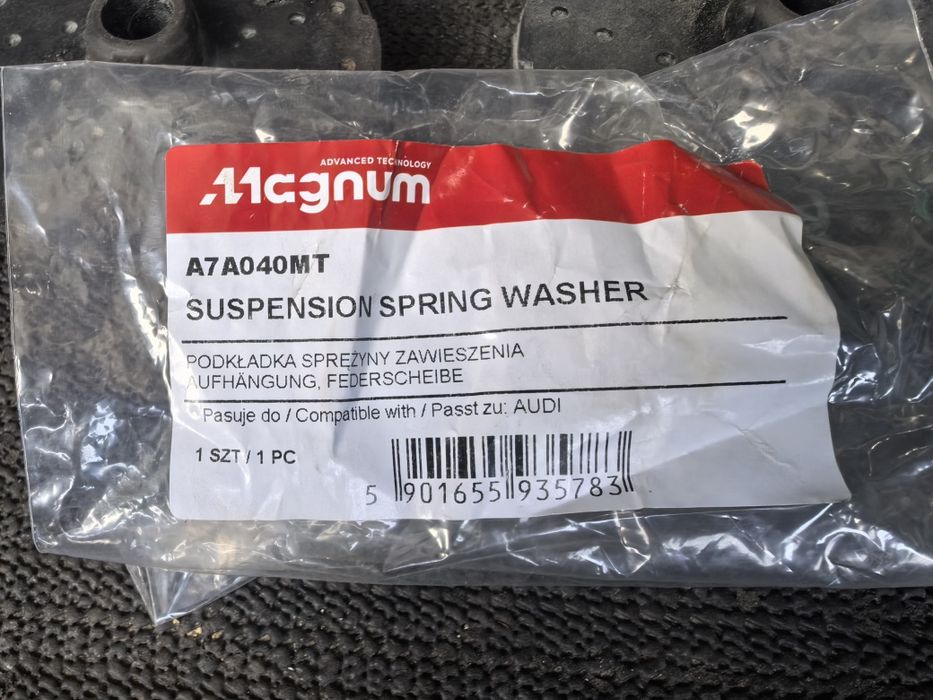 ADVANCED TECHNOLOGY
Magnum
A7A040MT
SUSPENSION SPRING WASHER
PODKŁADKA SPRĘŻYNY ZAWIESZENIA
AUFHÄNGUNG, FEDERSCHEIBE
Pasuje do / Compatible with / Passt zu: AUDI
1 SZT / 1 PC
5 901655 935783